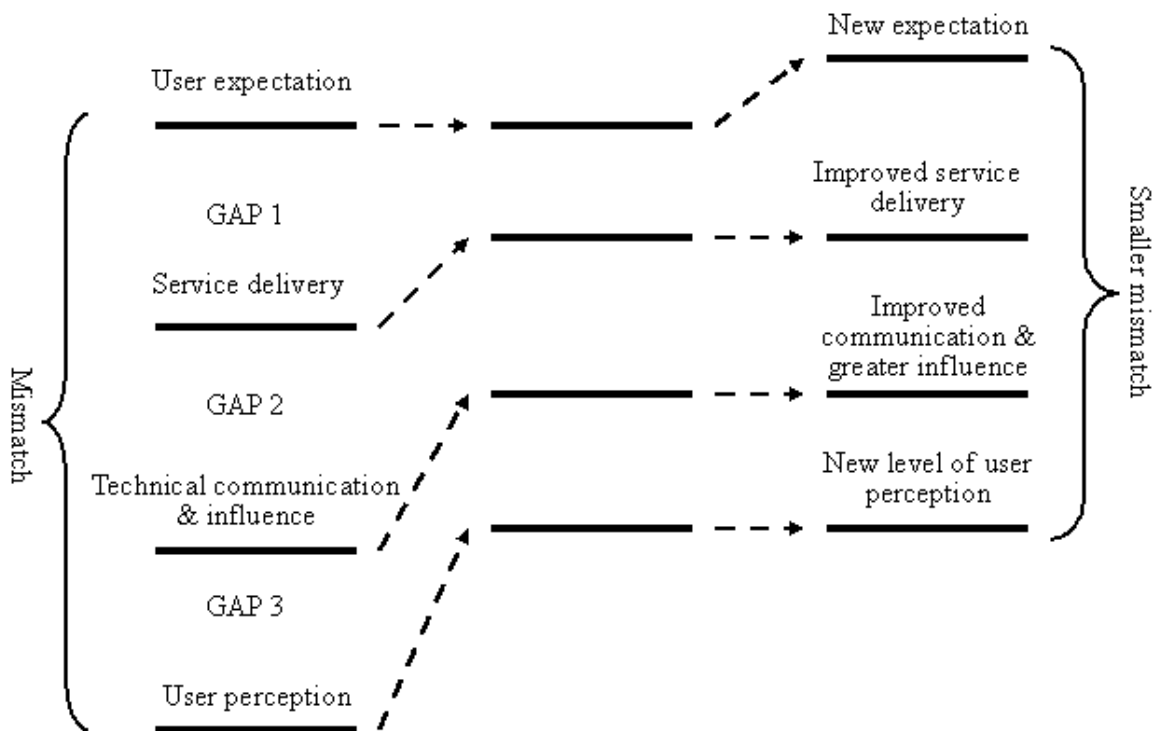 New expectation
User expectation
Improved service
delivery
GAP 1
Service delivery
Improved
communication &
greater influence
GAP 2
Technical communication
& influence
New level of user
perception
GAP 3
User perception
Mismatch
Smaller mismatch